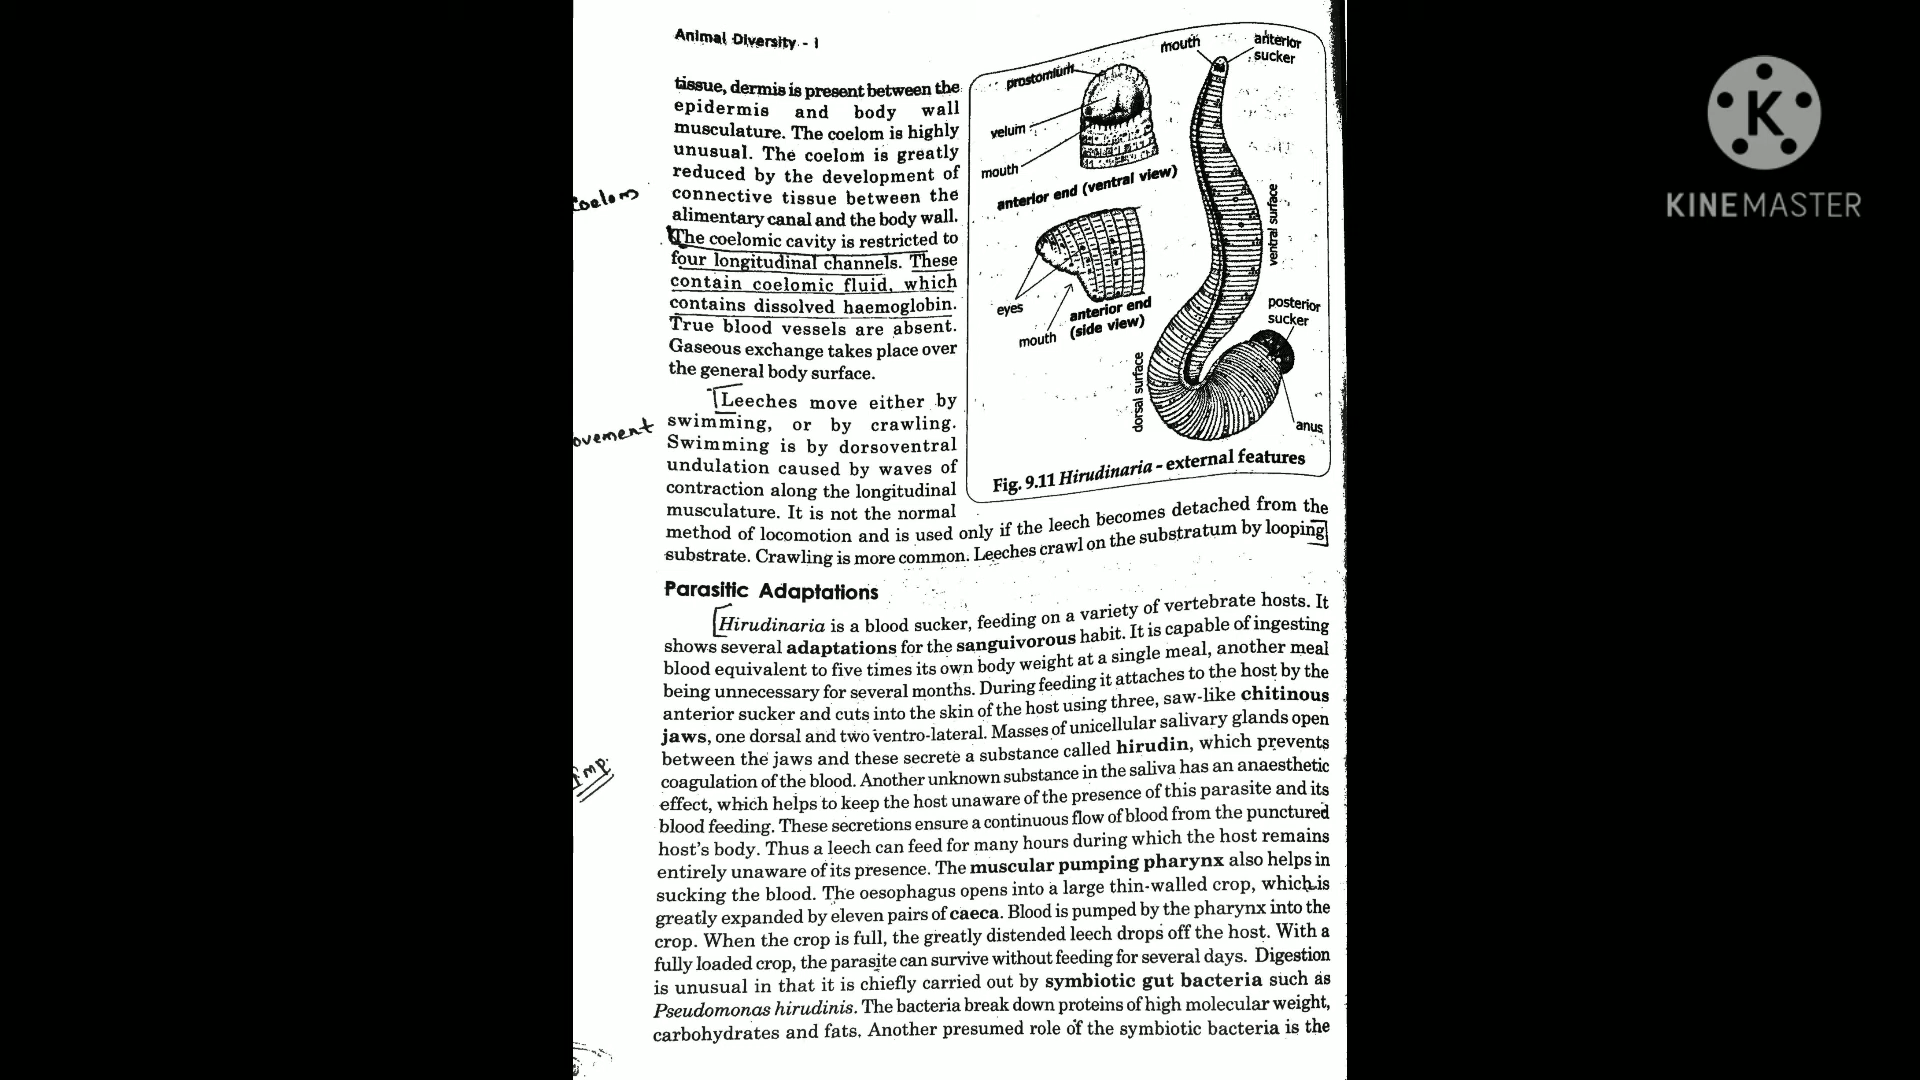 Animal Diversity - I
tissue, dermis is present between the
epidermis and body wall
musculature. The coelom is highly
unusual. The coelom is greatly
reduced by the development of
connective tissue between the
alimentary canal and the body wall.
The coelomic cavity is restricted to
four longitudinal channels. These
contain coelomic fluid, which
contains dissolved haemoglobin.
True blood vessels are absent.
Gaseous exchange takes place over
the general body surface.
Leeches move either by
swimming, or by crawling.
Swimming is by dorsoventral
undulation caused by waves of
contraction along the longitudinal
musculature. It is not the normal
method of locomotion and is used only if the leech becomes detached from the
substrate. Crawling is more common. Leeches crawl on the substratum by looping
coelom
ovement
prostomium
velum
mouth
anterior end (ventral view)
eyes
mouth
anterior end
(side view)
mouth
anterior
sucker
ventral surface
posterior
sucker
dorsal surface
anus
Fig. 9.11 Hirudinaria - external features
Parasitic Adaptations
Hirudinaria is a blood sucker, feeding on a variety of vertebrate hosts. It
shows several adaptations for the sanguivorous habit. It is capable of ingesting
blood equivalent to five times its own body weight at a single meal, another meal
being unnecessary for several months. During feeding it attaches to the host by the
anterior sucker and cuts into the skin of the host using three, saw-like chitinous
jaws, one dorsal and two ventro-lateral. Masses of unicellular salivary glands open
between the jaws and these secrete a substance called hirudin, which prevents
coagulation of the blood. Another unknown substance in the saliva has an anaesthetic
effect, which helps to keep the host unaware of the presence of this parasite and its
blood feeding. These secretions ensure a continuous flow of blood from the punctured
host's body. Thus a leech can feed for many hours during which the host remains
entirely unaware of its presence. The muscular pumping pharynx also helps in
sucking the blood. The oesophagus opens into a large thin-walled crop, which is
greatly expanded by eleven pairs of caeca. Blood is pumped by the pharynx into the
crop. When the crop is full, the greatly distended leech drops off the host. With a
fully loaded crop, the parasite can survive without feeding for several days. Digestion
is unusual in that it is chiefly carried out by symbiotic gut bacteria such as
Pseudomonas hirudinis. The bacteria break down proteins of high molecular weight,
carbohydrates and fats. Another presumed role of the symbiotic bacteria is the
Imp.
K
KINEMASTER